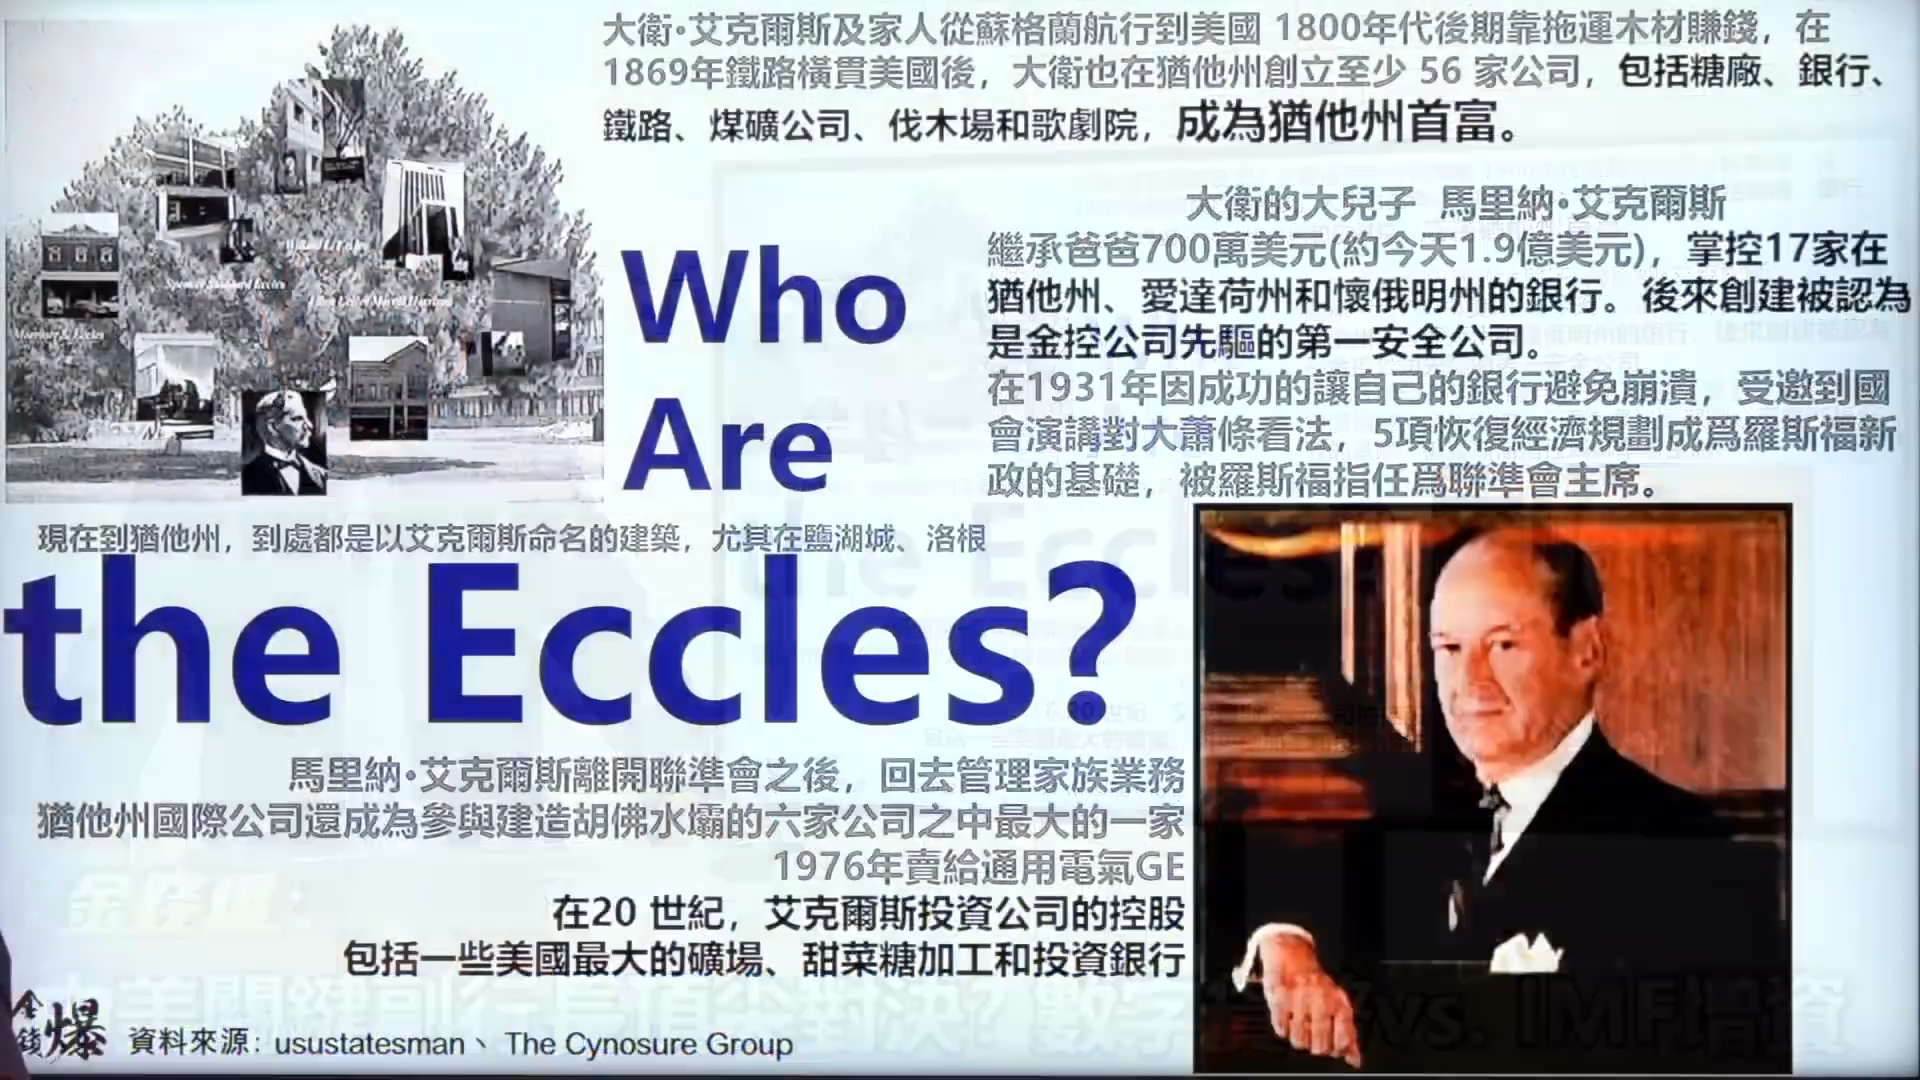 大衛·艾克爾斯及家人從蘇格蘭航行到美國 1800年代後期靠拖運木材賺錢，在
1869年鐵路橫貫美國後，大衛也在猶他州創立至少 56 家公司，包括糖廠、銀行、
鐵路、煤礦公司、伐木場和歌劇院，成為猶他州首富。
大衛的大兒子 馬里納·艾克爾斯
繼承爸爸700萬美元(約今天1.9億美元)，掌控17家在
猶他州、愛達荷州和懷俄明州的銀行。後來創建被認為
是金控公司先驅的第一安全公司。
在1931年因成功的讓自己的銀行避免崩潰，受邀到國
會演講對大蕭條看法，5項恢復經濟規劃成爲羅斯福新
政的基礎，被羅斯福指任爲聯準會主席。
Who
Are
the Eccles?
現在到猶他州，到處都是以艾克爾斯命名的建築，尤其在鹽湖城、洛根
馬里納·艾克爾斯離開聯準會之後，回去管理家族業務
猶他州國際公司還成為參與建造胡佛水壩的六家公司之中最大的一家
1976年賣給通用電氣GE
在20 世紀，艾克爾斯投資公司的控股
包括一些美國最大的礦場、甜菜糖加工和投資銀行
金錢爆
資料來源: usustatesman、The Cynosure Group